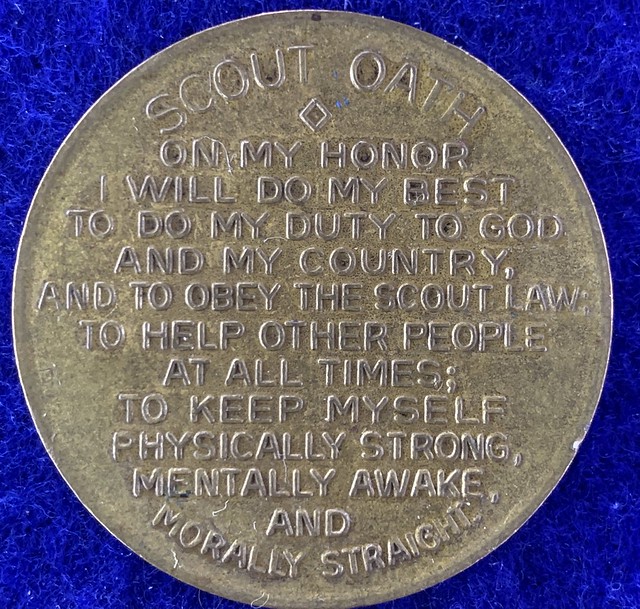 SCOUT OATH
ON MY HONOR
I WILL DO MY BEST
TO DO MY DUTY TO GOD
AND MY COUNTRY,
AND TO OBEY THE SCOUT LAW;
TO HELP OTHER PEOPLE
AT ALL TIMES;
TO KEEP MYSELF
PHYSICALLY STRONG,
MENTALLY AWAKE,
AND
MORALLY STRAIGHT.